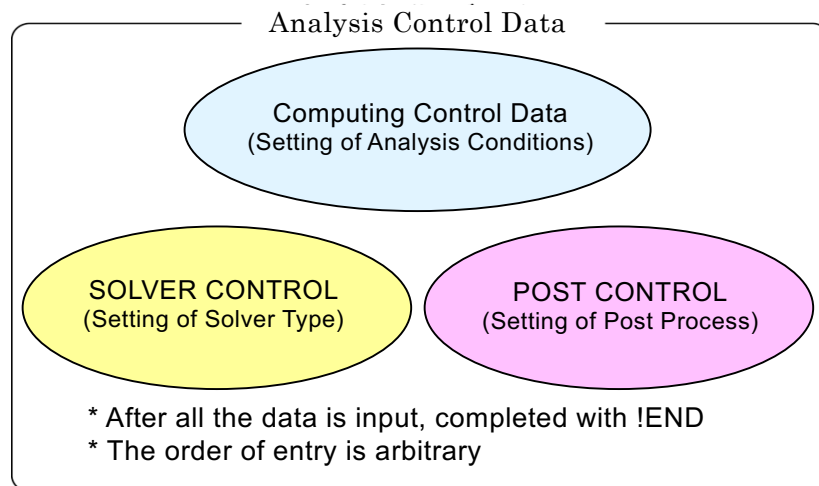 Analysis Control Data
Computing Control Data
(Setting of Analysis Conditions)
SOLVER CONTROL
(Setting of Solver Type)
POST CONTROL
(Setting of Post Process)
* After all the data is input, completed with !END
* The order of entry is arbitrary